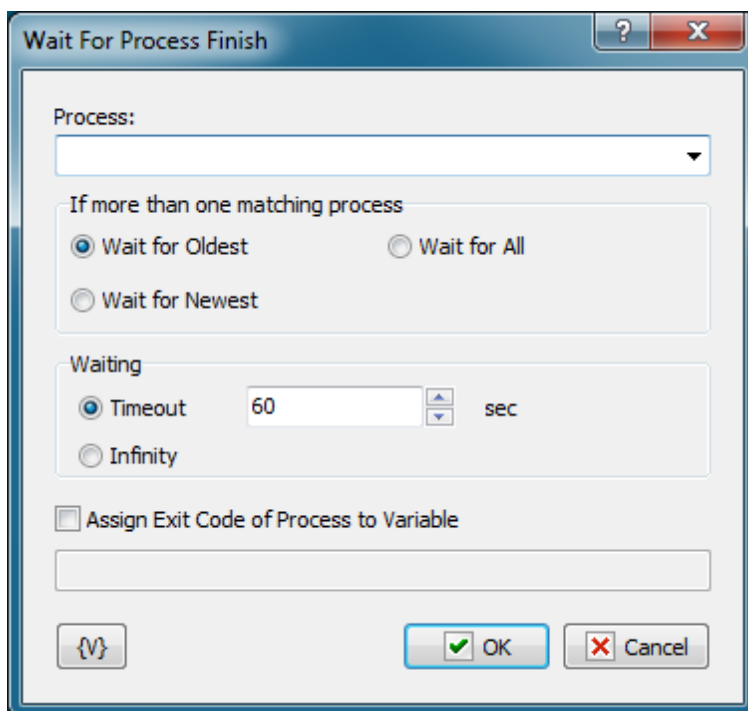 Wait For Process Finish
?
Process:
If more than one matching process
Wait for Oldest Wait for All
Wait for Newest
Waiting
Timeout 60 sec
Infinity
Assign Exit Code of Process to Variable
{V} OK Cancel